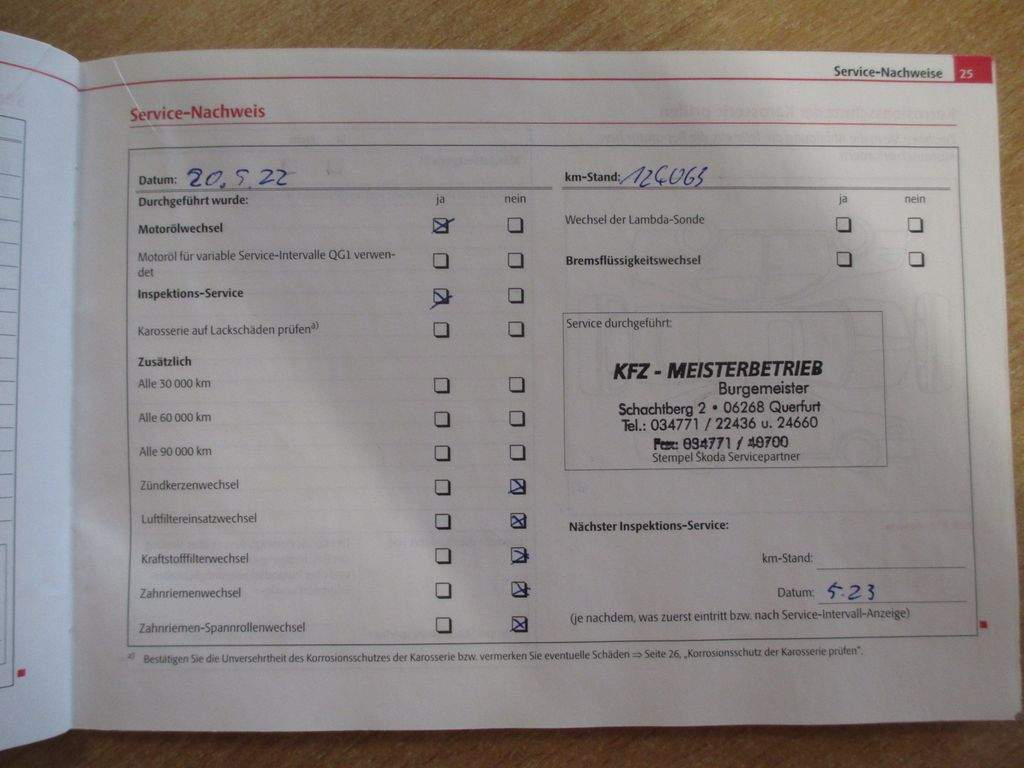 Service-Nachweise 25
Service-Nachweis
Datum: 20.5.22
Durchgeführt wurde: ja nein
Motorölwechsel
Motoröl für variable Service-Intervalle QG1 verwen-
det
Inspektions-Service
Karosserie auf Lackschäden prüfen a)
Zusätzlich
Alle 30 000 km
Alle 60 000 km
Alle 90 000 km
Zündkerzenwechsel
Luftfiltereinsatzwechsel
Kraftstofffilterwechsel
Zahnriemenwechsel
Zahnriemen-Spannrollenwechsel
km-Stand: 124063
ja nein
Wechsel der Lambda-Sonde
Bremsflüssigkeitswechsel
Service durchgeführt:
KFZ - MEISTERBETRIEB
Burgemeister
Schachtberg 2 • 06268 Querfurt
Tel.: 034771 / 22436 u. 24660
Fax: 034771 / 40700
Stempel Škoda Servicepartner
Nächster Inspektions-Service:
km-Stand:
Datum: 5.23
(je nachdem, was zuerst eintritt bzw. nach Service-Intervall-Anzeige)
a) Bestätigen Sie die Unversehrtheit des Korrosionsschutzes der Karosserie bzw. vermerken Sie eventuelle Schäden ⇒ Seite 26, „Korrosionsschutz der Karosserie prüfen“.